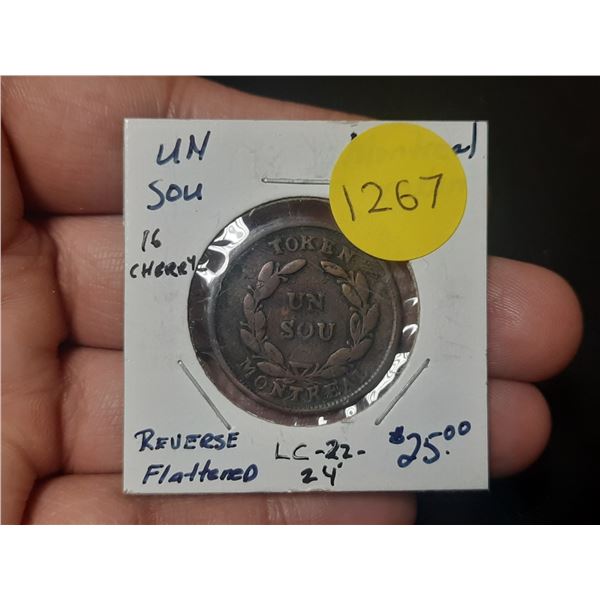 UN
SOU
16
CHERRY
1267
TOKEN
UN
SOU
MONTREAL
REVERSE
Flattened
LC-22-
24
$25.00